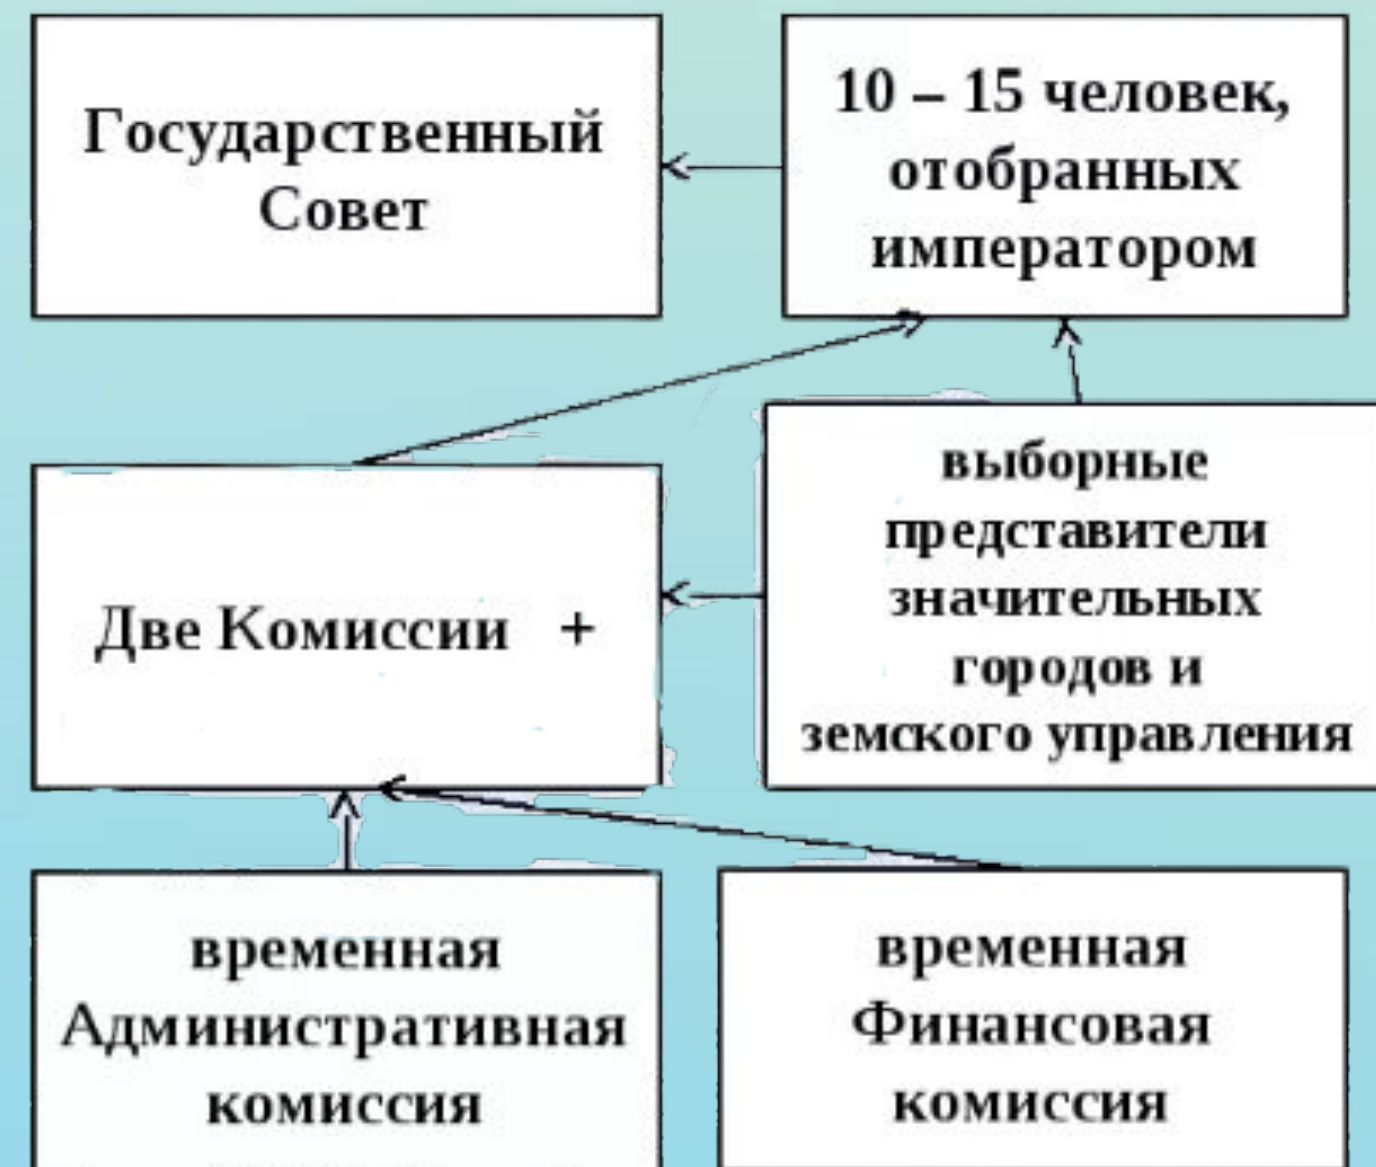 Государственный
Совет
10 – 15 человек,
отобранных
императором
Две Комиссии +
выборные
представители
значительных
городов и
земского управления
временная
Административная
комиссия
временная
Финансовая
комиссия